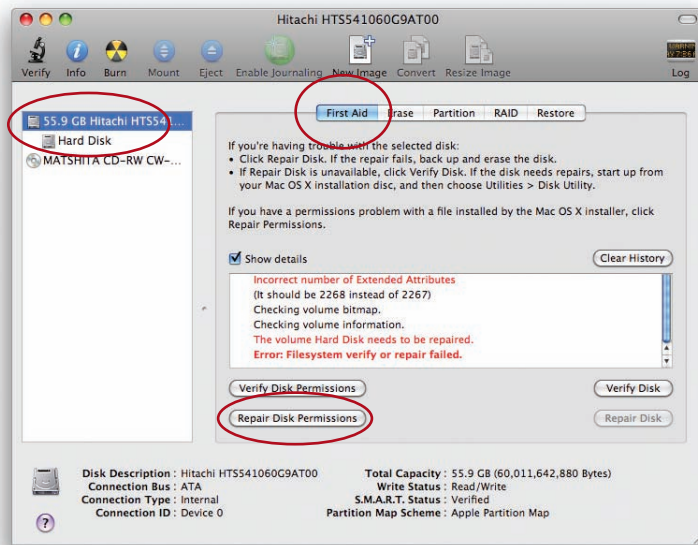 Hitachi HTS541060G9AT00
Verify Info Burn Mount Eject Enable Journaling New Image Convert Resize Image Log
First Aid Erase Partition RAID Restore
55.9 GB Hitachi HTS541...
Hard Disk
MATSHITA CD-RW CW-...
If you're having trouble with the selected disk:
• Click Repair Disk. If the repair fails, back up and erase the disk.
• If Repair Disk is unavailable, click Verify Disk. If the disk needs repairs, start up from
your Mac OS X installation disc, and then choose Utilities > Disk Utility.
If you have a permissions problem with a file installed by the Mac OS X installer, click
Repair Permissions.
Show details
Clear History
Incorrect number of Extended Attributes
(It should be 2268 instead of 2267)
Checking volume bitmap.
Checking volume information.
The volume Hard Disk needs to be repaired.
Error: Filesystem verify or repair failed.
Verify Disk Permissions Verify Disk
Repair Disk Permissions Repair Disk
Disk Description : Hitachi HTS541060G9AT00
Connection Bus : ATA
Connection Type : Internal
Connection ID : Device 0
Total Capacity : 55.9 GB (60,011,642,880 Bytes)
Write Status : Read/Write
S.M.A.R.T. Status : Verified
Partition Map Scheme : Apple Partition Map
?